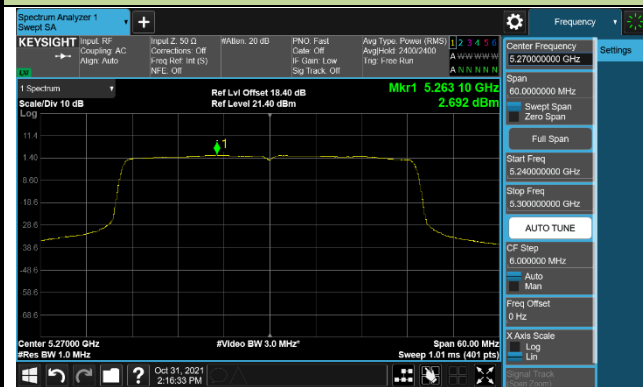 Spectrum Analyzer 1
Swept SA
Frequency
KEYSIGHT
Input: RF
Coupling: AC
Align: Auto
Input Z: 50 Ω
Corrections: Off
Freq Ref: Int (S)
NFE: Off
#Atten: 20 dB
PNO: Fast
Gate: Off
IF Gain: Low
Sig Track: Off
Avg Type: Power (RMS)
Avg|Hold: 2400/2400
Trig: Free Run
1 2 3 4 5 6
A W W W W W
A N N N N N
LXI
1 Spectrum
Scale/Div 10 dB
Log
Ref Lvl Offset 18.40 dB
Ref Level 21.40 dBm
Mkr1 5.263 10 GHz
2.692 dBm
1
11.4
1.40
-8.60
-18.6
-28.6
-38.6
-48.6
-58.6
-68.6
Center 5.27000 GHz
#Res BW 1.0 MHz
#Video BW 3.0 MHz*
Span 60.00 MHz
Sweep 1.01 ms (401 pts)
Oct 31, 2021
2:16:33 PM
Center Frequency
5.27000000 GHz
Span
60.0000000 MHz
Swept Span
Zero Span
Full Span
Start Freq
5.240000000 GHz
Stop Freq
5.300000000 GHz
AUTO TUNE
CF Step
6.000000 MHz
Auto
Man
Freq Offset
0 Hz
X Axis Scale
Log
Lin
Signal Track
(Span Zoom)
Settings